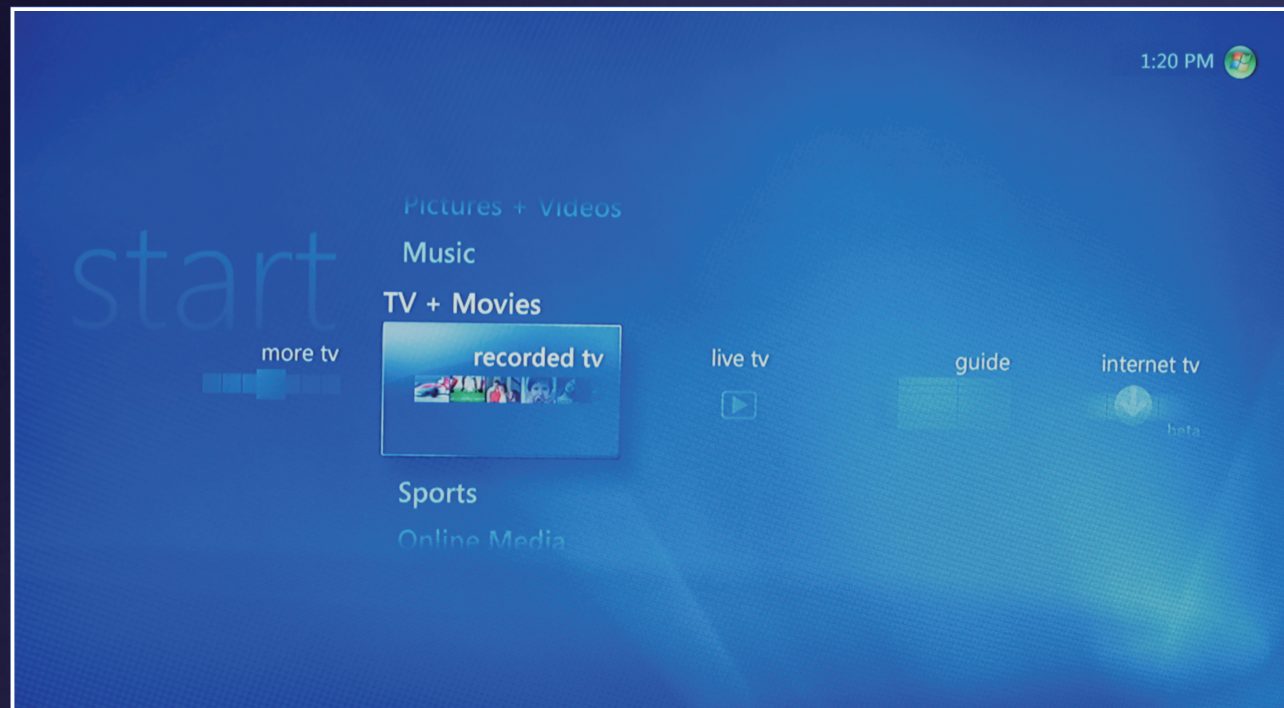 1:20 PM
start
Pictures + Videos
Music
TV + Movies
more tv
recorded tv
live tv
guide
internet tv
beta
Sports
Online Media